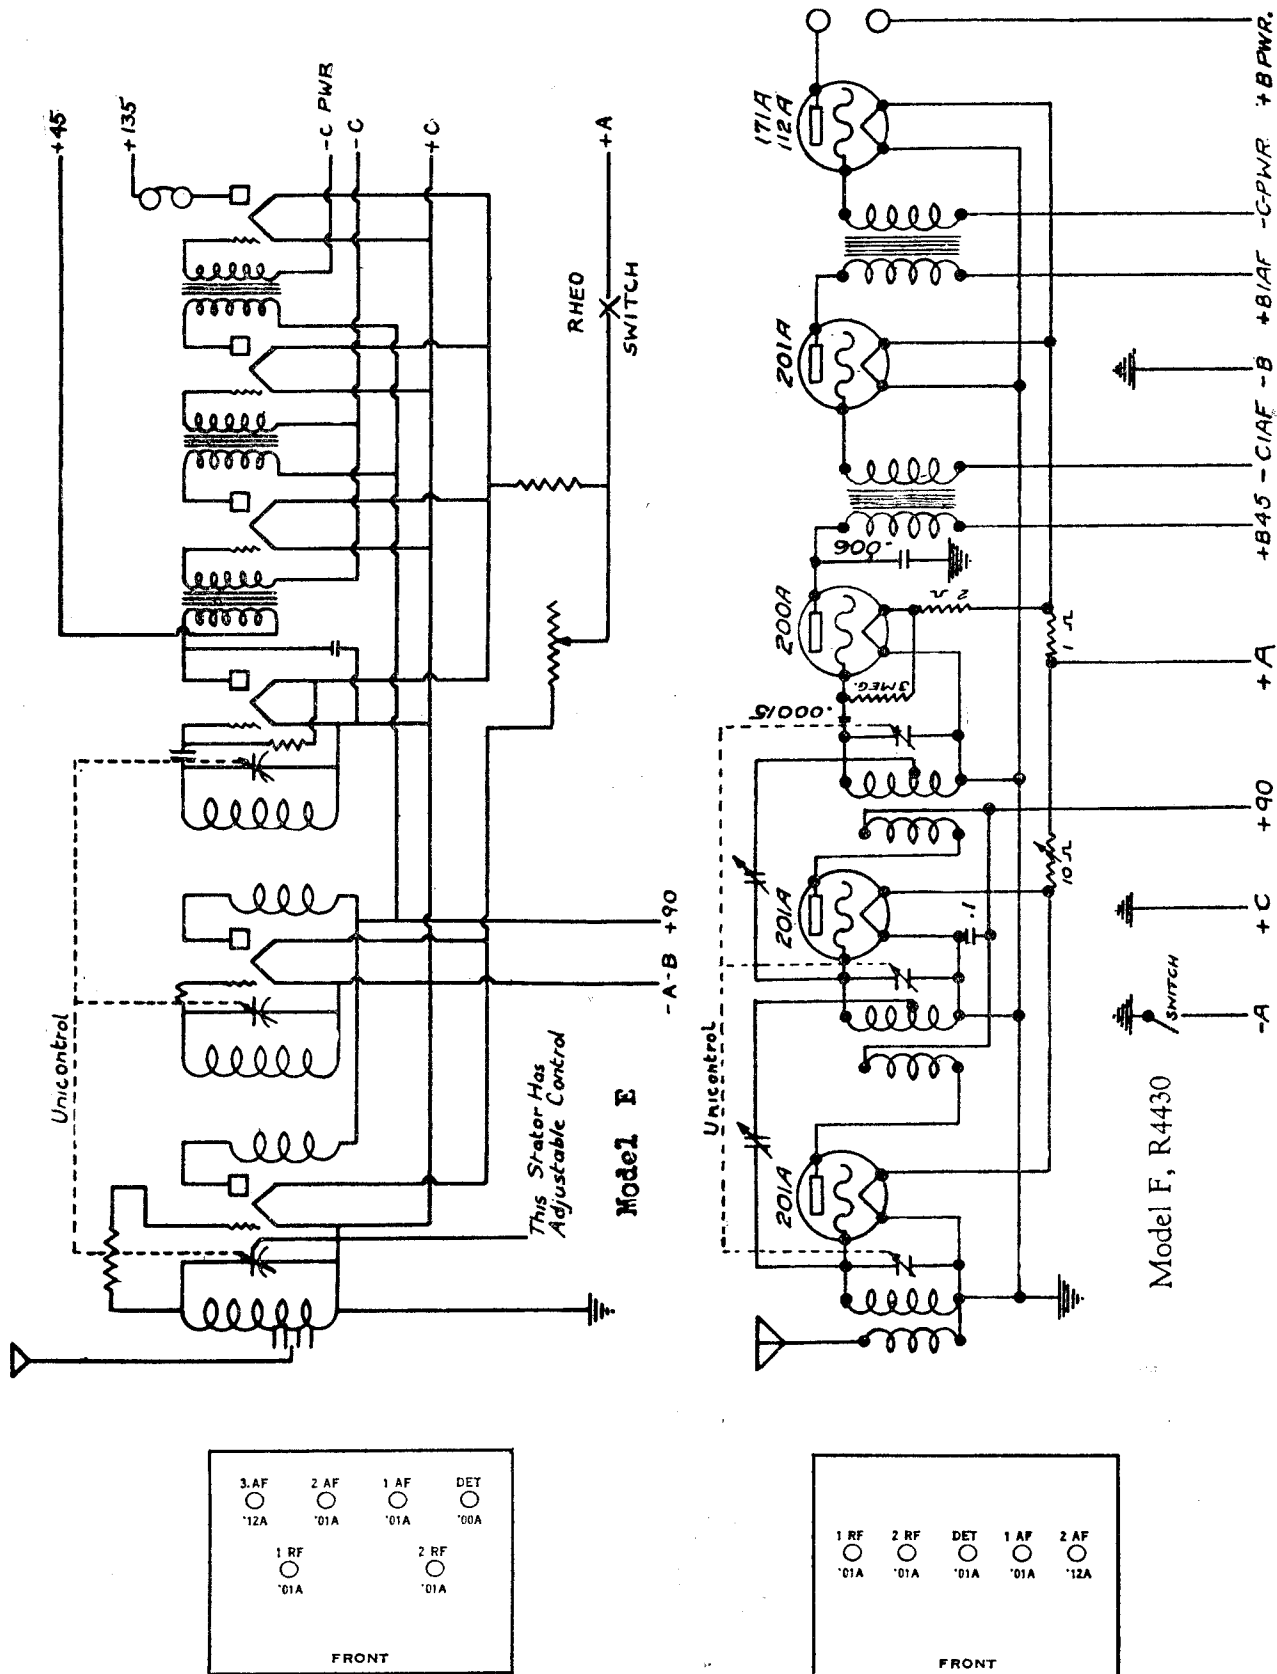 +45
+135
-C PWR
-C
+C
+A
RHEO
SWITCH
Unicontrol
-A-B
+90
This Stator Has
Adjustable Control
Model E
171A
112A
201A
200A
201A
201A
.006
2
Ω
3 MEG.
.00015
1 Ω
10 Ω
.1
Unicontrol
SWITCH
-A
+C
+90
+A
+B45
-C1AF
-B
+B1AF
-C-PWR
+B PWR.
Model F, R4430
3.AF
2 AF
1 AF
DET
'12A
'01A
'01A
'00A
1 RF
2 RF
'01A
'01A
FRONT
1 RF
2 RF
DET
1 AF
2 AF
'01A
'01A
'01A
'01A
'12A
FRONT